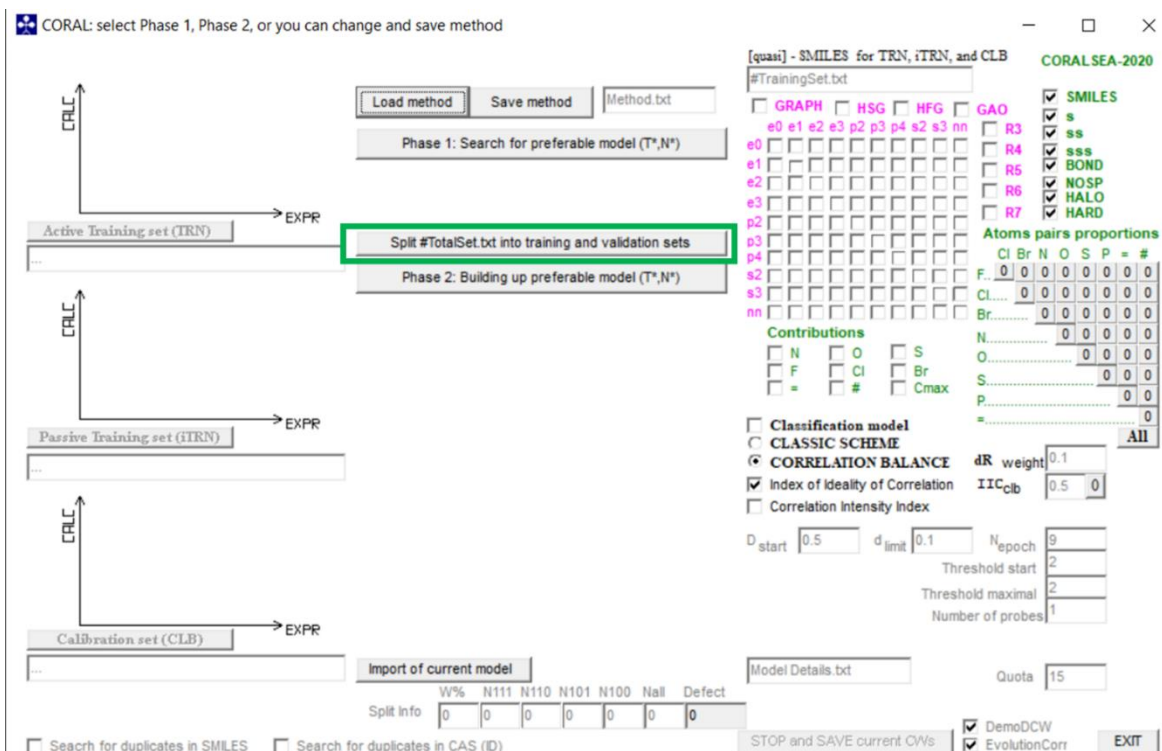 CORAL: select Phase 1, Phase 2, or you can change and save method
[quasi] - SMILES for TRN, iTRN, and CLB
CORALSEA-2020
#TrainingSet.txt
Load method Save method Method.txt
Phase 1: Search for preferable model (T*,N*)
CALC
EXPR
Active Training set (TRN)
...
Split #TotalSet.txt into training and validation sets
Phase 2: Building up preferable model (T*,N*)
CALC
EXPR
Passive Training set (iTRN)
...
CALC
EXPR
Calibration set (CLB)
...
GRAPH HSG HFG GAO
e0 e1 e2 e3 p2 p3 p4 s2 s3 nn
e0
e1
e2
e3
p2
p3
p4
s2
s3
nn
R3
R4
R5
R6
R7
SMILES
s
ss
sss
BOND
NOSP
HALO
HARD
Atoms pairs proportions
Cl Br N O S P = #
F.. 0 0 0 0 0 0 0 0
Cl..... 0 0 0 0 0 0 0
Br.......... 0 0 0 0 0 0
N............... 0 0 0 0 0
O..................... 0 0 0 0
S.......................... 0 0 0
P............................... 0 0
=.................................... 0
All
Contributions
N O S
F Cl Br
= # Cmax
Classification model
CLASSIC SCHEME
CORRELATION BALANCE
Index of Ideality of Correlation
Correlation Intensity Index
dR weight 0.1
IIC clb 0.5 0
D start 0.5 d limit 0.1 N epoch 9
Threshold start 2
Threshold maximal 2
Number of probes 1
Import of current model
Model Details.txt
Quota 15
W% N111 N110 N101 N100 Nall Defect
Split Info 0 0 0 0 0 0 0
Seacrh for duplicates in SMILES Search for duplicates in CAS (ID)
STOP and SAVE current CWs
DemoDCW
EvolutionCorr
EXIT